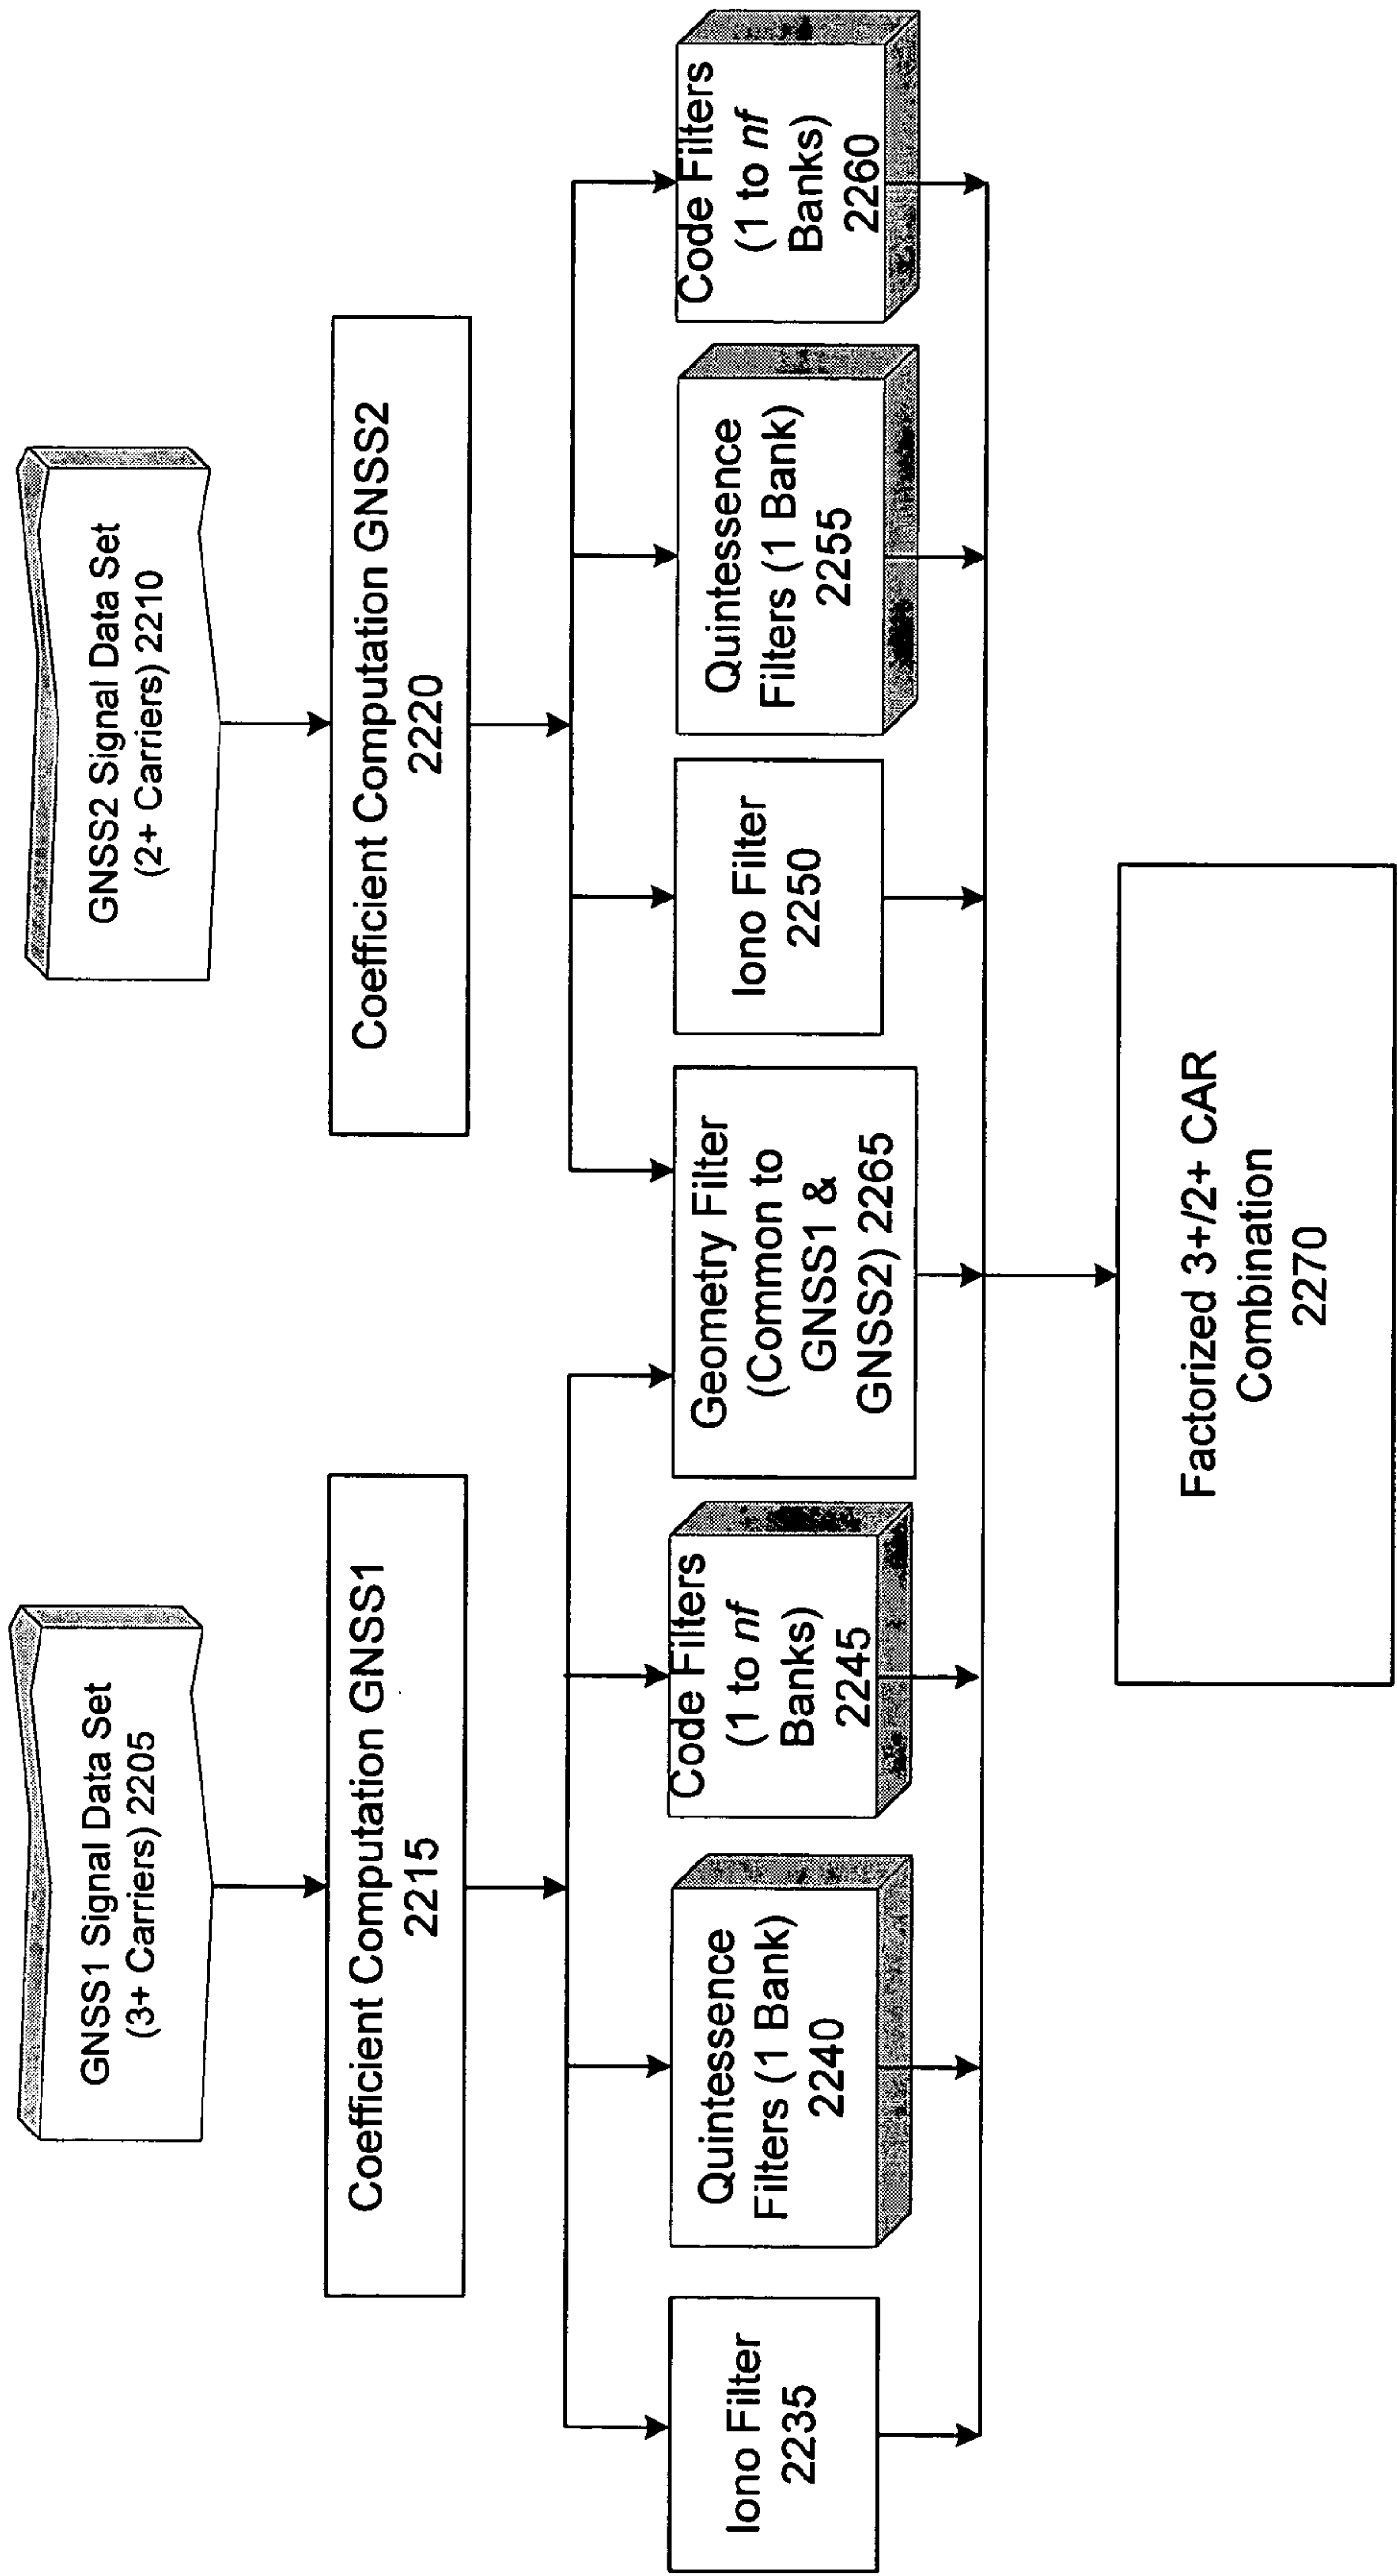 GNSS1 Signal Data Set
(3+ Carriers) 2205
GNSS2 Signal Data Set
(2+ Carriers) 2210
Coefficient Computation GNSS1
2215
Coefficient Computation GNSS2
2220
Iono Filter
2235
Quintessence
Filters (1 Bank)
2240
Code Filters
(1 to nf
Banks)
2245
Geometry Filter
(Common to
GNSS1 &
GNSS2) 2265
Iono Filter
2250
Quintessence
Filters (1 Bank)
2255
Code Filters
(1 to nf
Banks)
2260
Factorized 3+/2+ CAR
Combination
2270